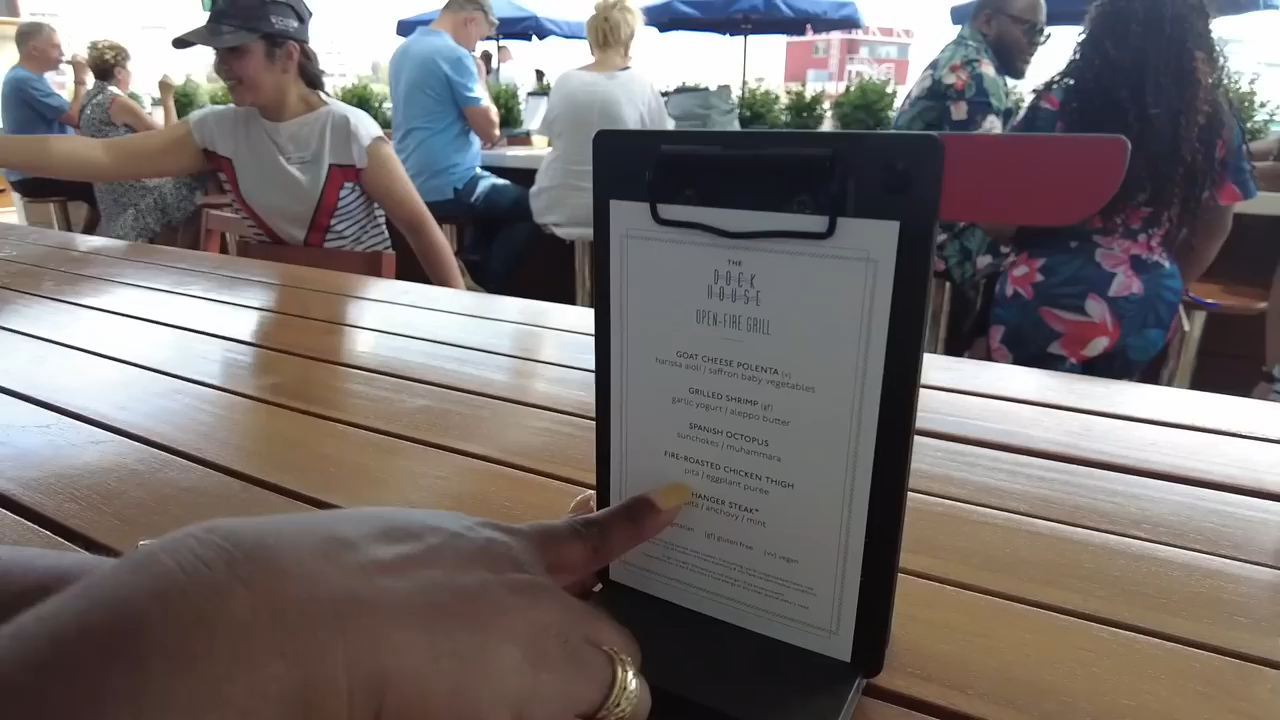 THE
DOCK
HOUSE
OPEN-FIRE GRILL
GOAT CHEESE POLENTA (v)
harissa aioli / saffron baby vegetables
GRILLED SHRIMP (gf)
garlic yogurt / aleppo butter
SPANISH OCTOPUS
sunchokes / muhammara
FIRE-ROASTED CHICKEN THIGH
pita / eggplant purée
HANGER STEAK*
/ anchovy / mint
(gf) gluten free (vv) vegan